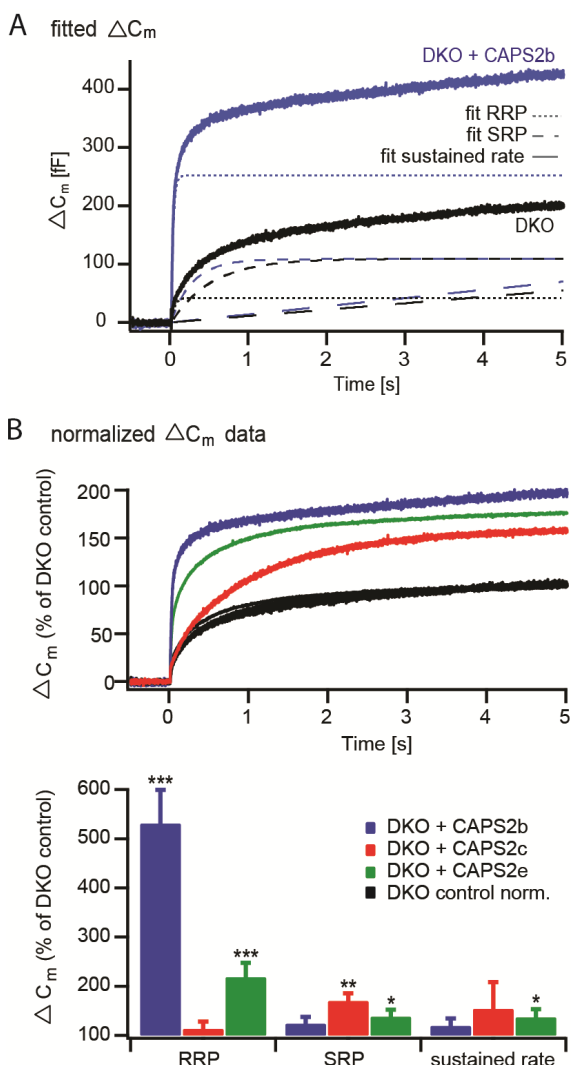 A fitted △Cm
DKO + CAPS2b
400
300
200
100
0
△Cm [fF]
fit RRP
fit SRP
fit sustained rate
DKO
0 1 2 3 4 5
Time [s]
B normalized △Cm data
200
150
100
50
0
△Cm (% of DKO control)
0 1 2 3 4 5
Time [s]
600
500
400
300
200
100
△Cm (% of DKO control)
***
***
**
*
*
DKO + CAPS2b
DKO + CAPS2c
DKO + CAPS2e
DKO control norm.
RRP SRP sustained rate